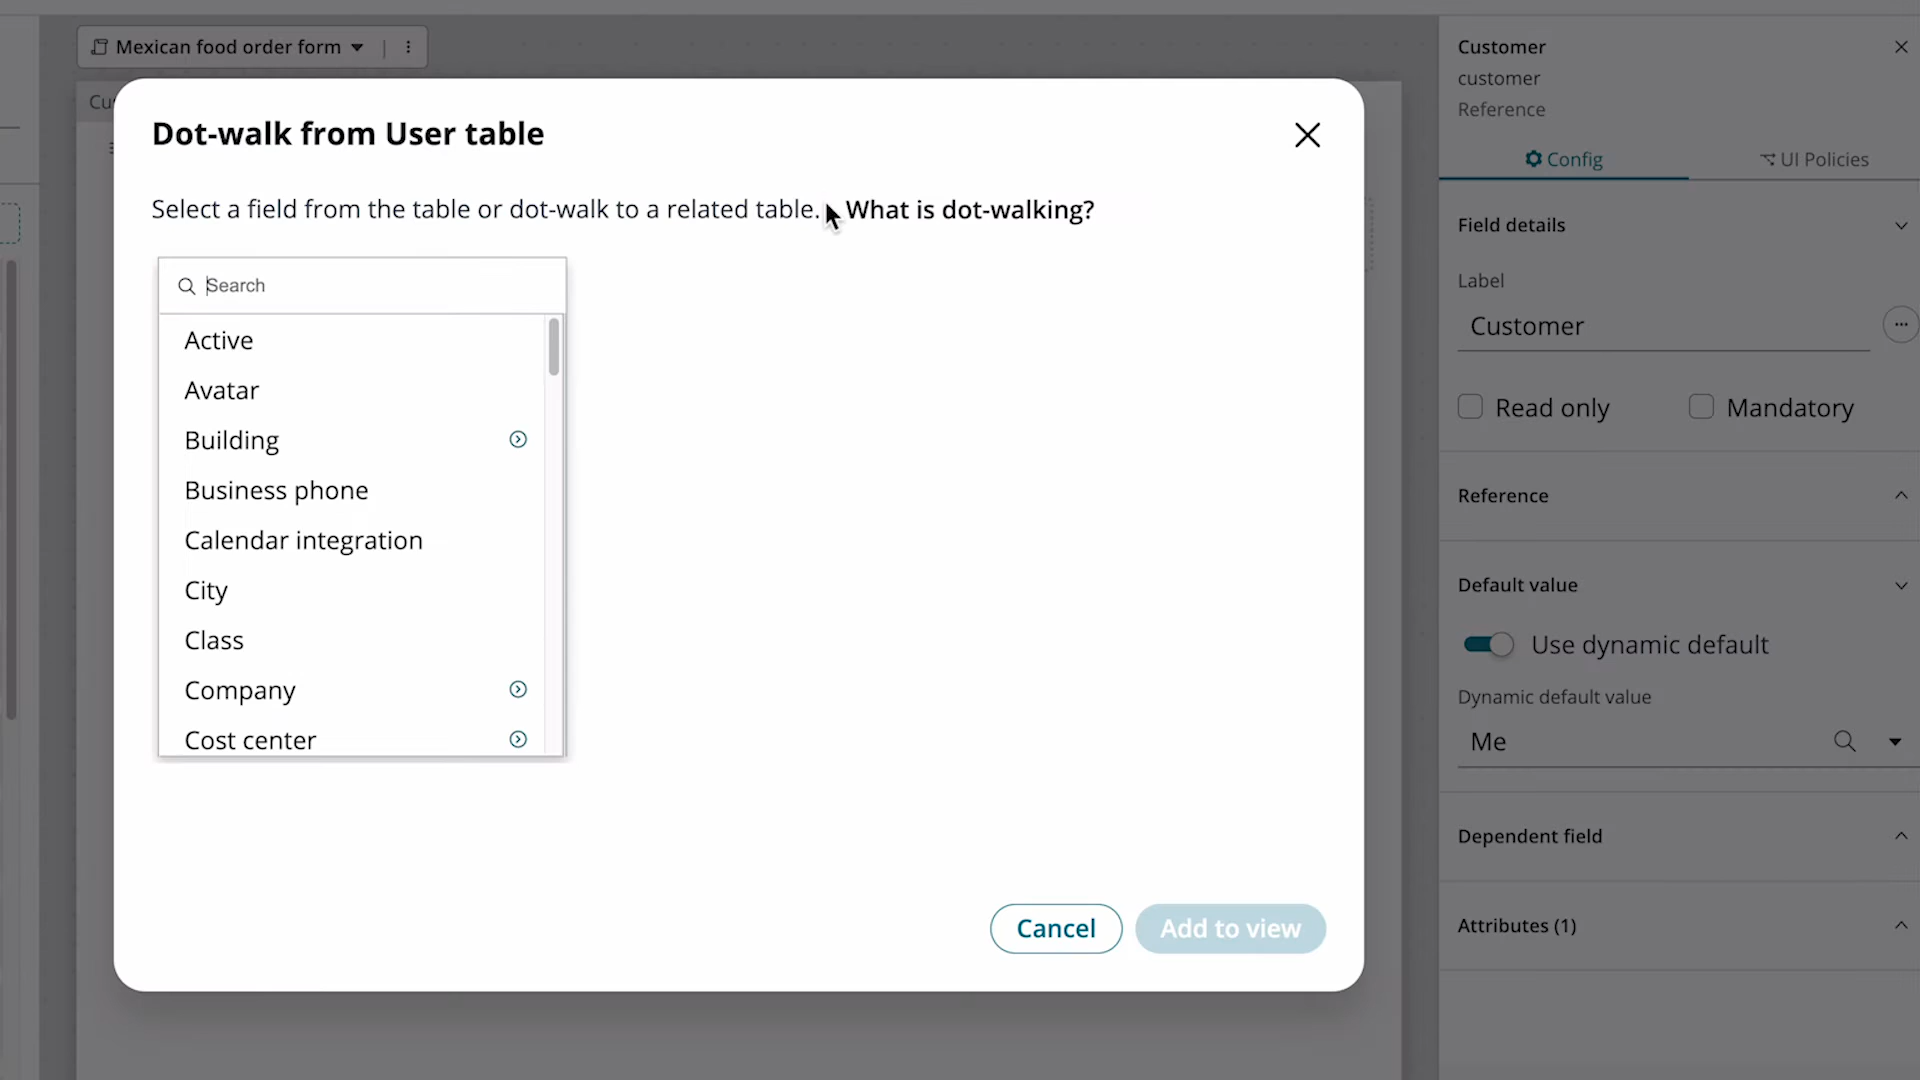 Mexican food order form
Customer
customer
Reference
Config
UI Policies
Dot-walk from User table
Select a field from the table or dot-walk to a related table. What is dot-walking?
Search
Active
Avatar
Building
Business phone
Calendar integration
City
Class
Company
Cost center
Cancel
Add to view
Field details
Label
Customer
Read only
Mandatory
Reference
Default value
Use dynamic default
Dynamic default value
Me
Dependent field
Attributes (1)